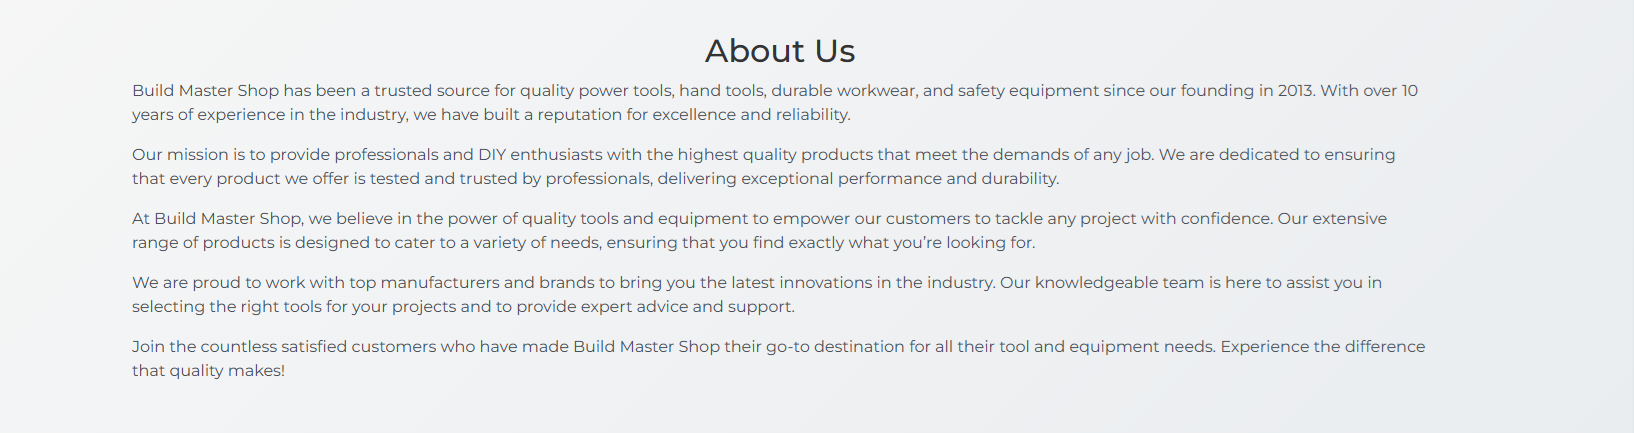 About Us
Build Master Shop has been a trusted source for quality power tools, hand tools, durable workwear, and safety equipment since our founding in 2013. With over 10
years of experience in the industry, we have built a reputation for excellence and reliability.
Our mission is to provide professionals and DIY enthusiasts with the highest quality products that meet the demands of any job. We are dedicated to ensuring
that every product we offer is tested and trusted by professionals, delivering exceptional performance and durability.
At Build Master Shop, we believe in the power of quality tools and equipment to empower our customers to tackle any project with confidence. Our extensive
range of products is designed to cater to a variety of needs, ensuring that you find exactly what you’re looking for.
We are proud to work with top manufacturers and brands to bring you the latest innovations in the industry. Our knowledgeable team is here to assist you in
selecting the right tools for your projects and to provide expert advice and support.
Join the countless satisfied customers who have made Build Master Shop their go-to destination for all their tool and equipment needs. Experience the difference
that quality makes!